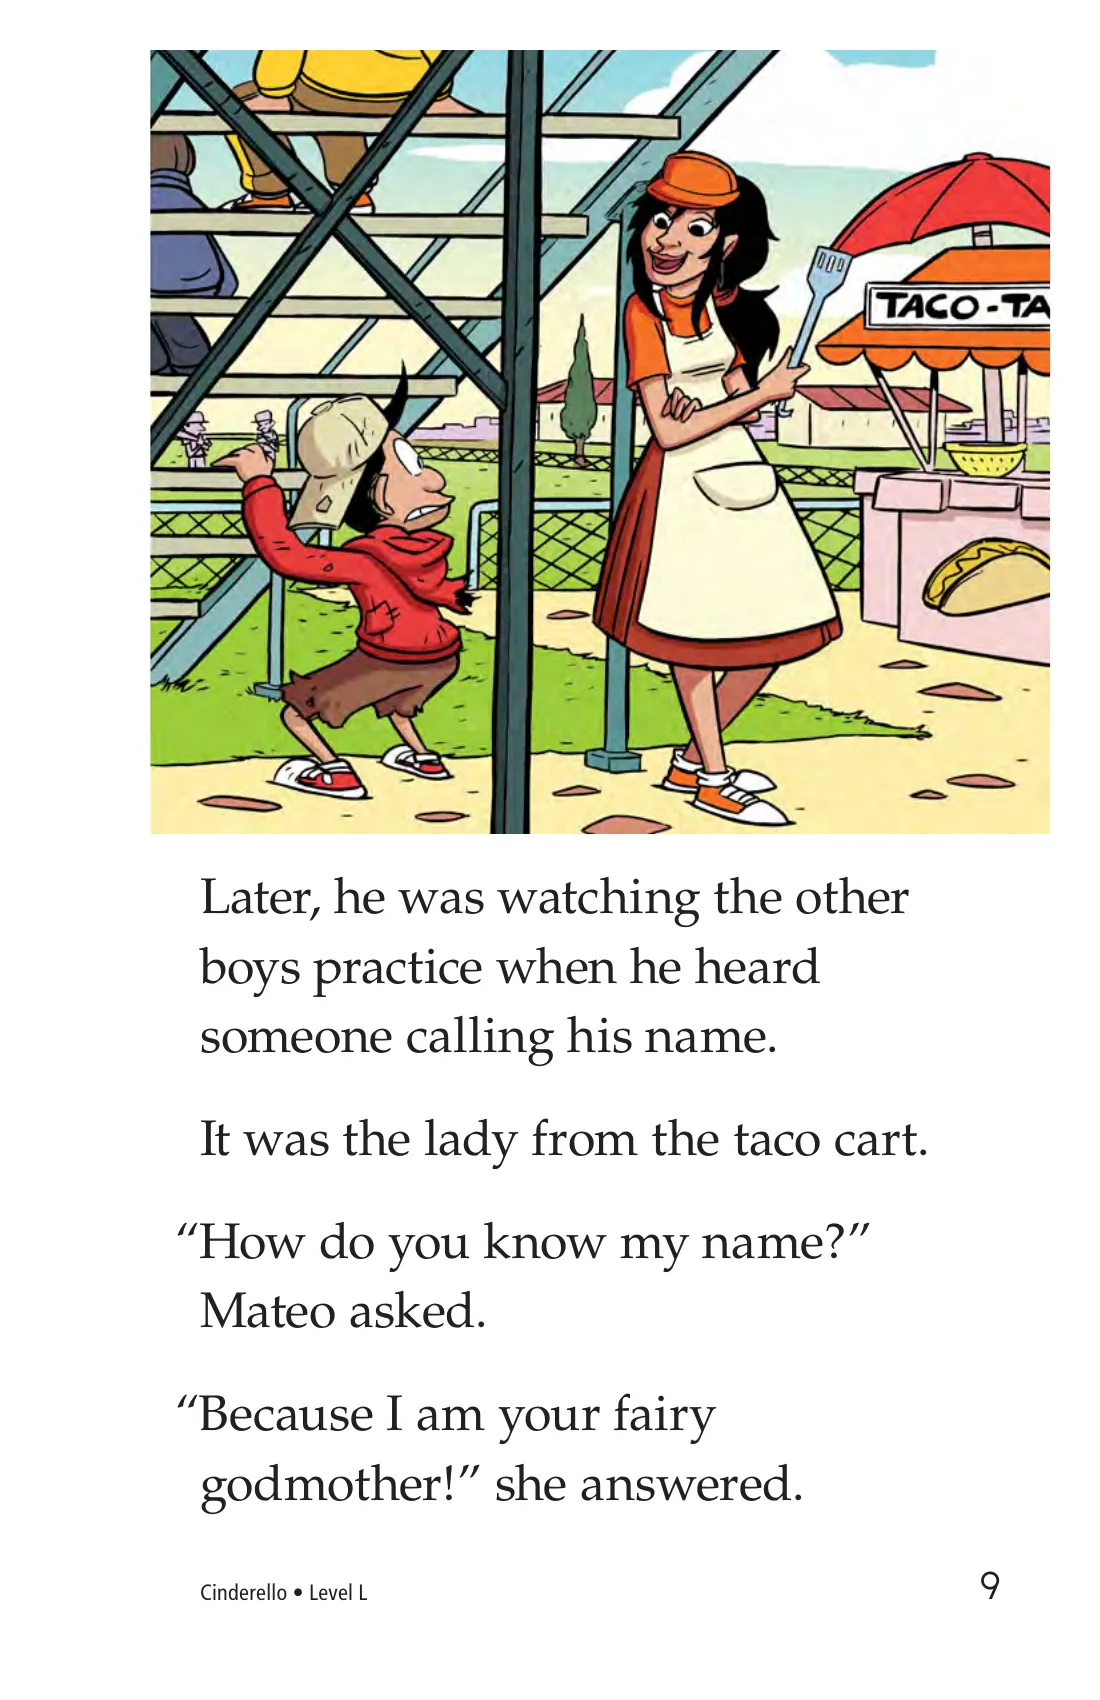 TACO-TA
Later, he was watching the other
boys practice when he heard
someone calling his name.
It was the lady from the taco cart.
“How do you know my name?”
Mateo asked.
“Because I am your fairy
godmother!” she answered.
Cinderello • Level L
9